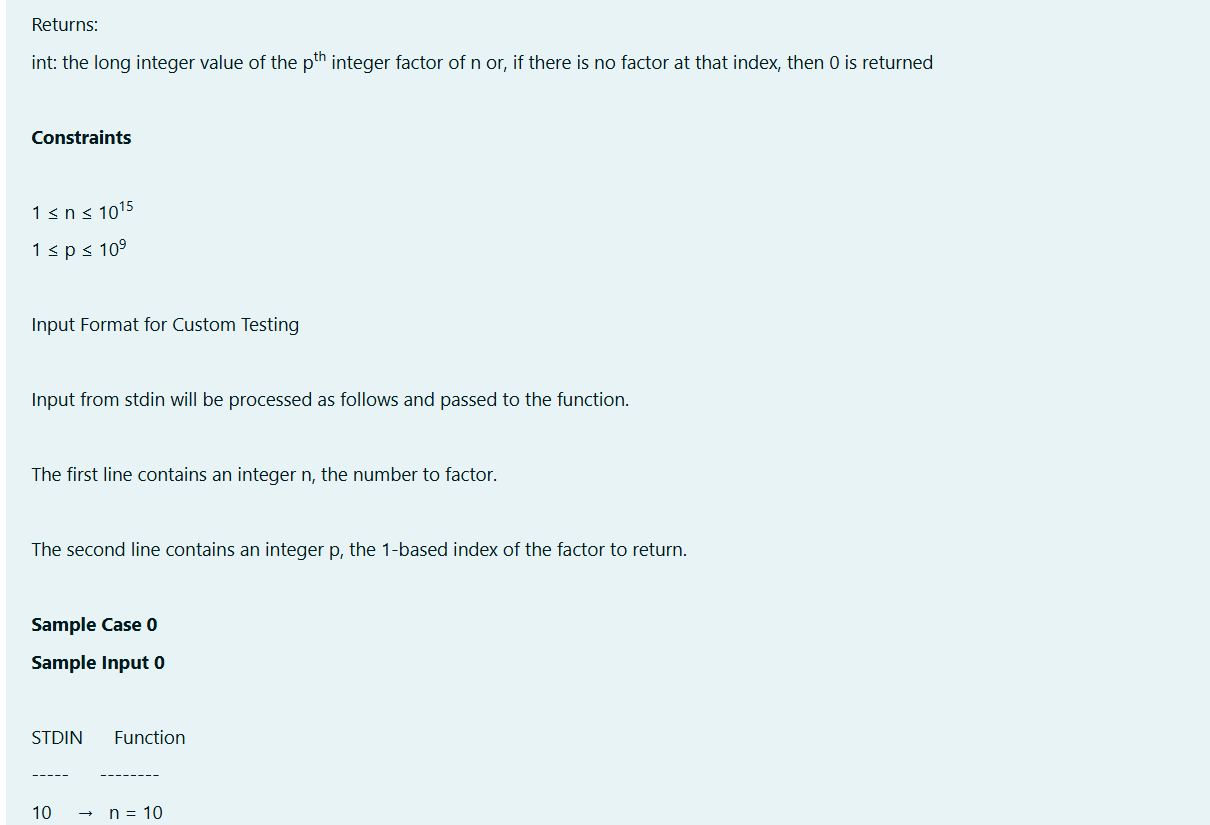 Returns:
int: the long integer value of the pth integer factor of n or, if there is no factor at that index, then 0 is returned
Constraints
1 ≤ n ≤ 10^15
1 ≤ p ≤ 10^9
Input Format for Custom Testing
Input from stdin will be processed as follows and passed to the function.
The first line contains an integer n, the number to factor.
The second line contains an integer p, the 1-based index of the factor to return.
Sample Case 0
Sample Input 0
STDIN Function
----- --------
10 → n = 10